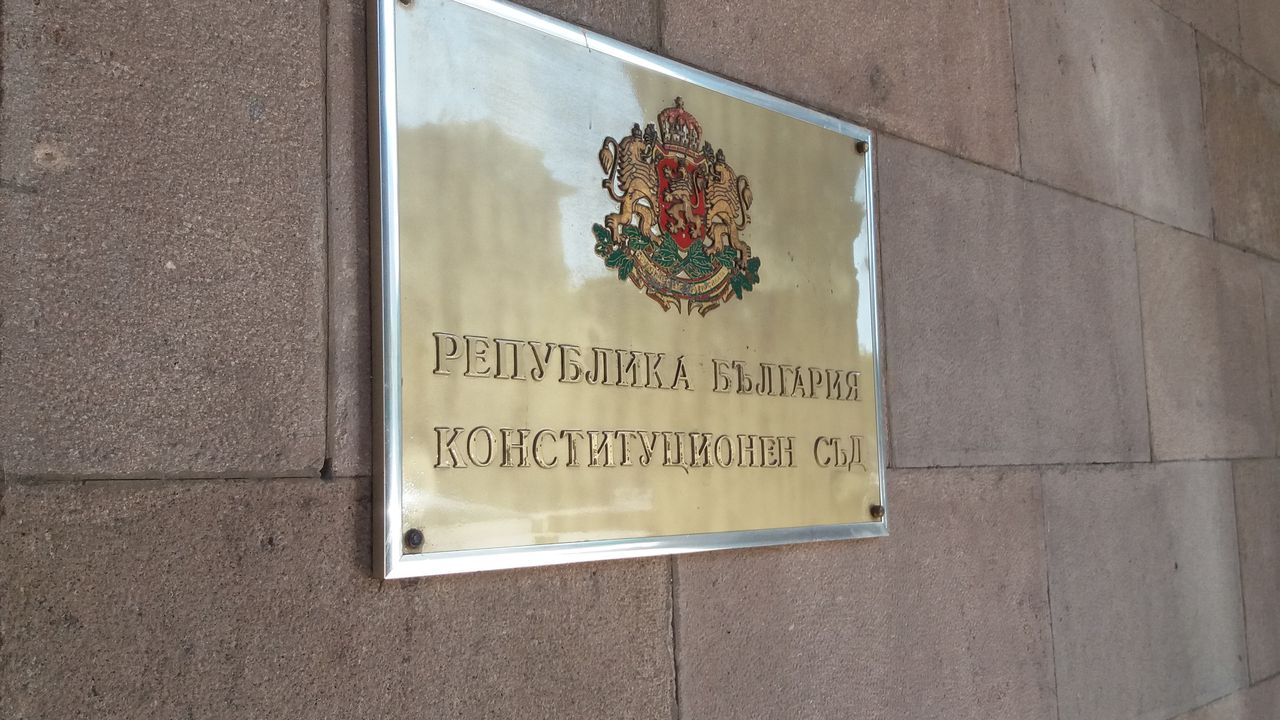 РЕПУБЛИКА БЪЛГАРИЯ
КОНСТИТУЦИОНЕН СЪД